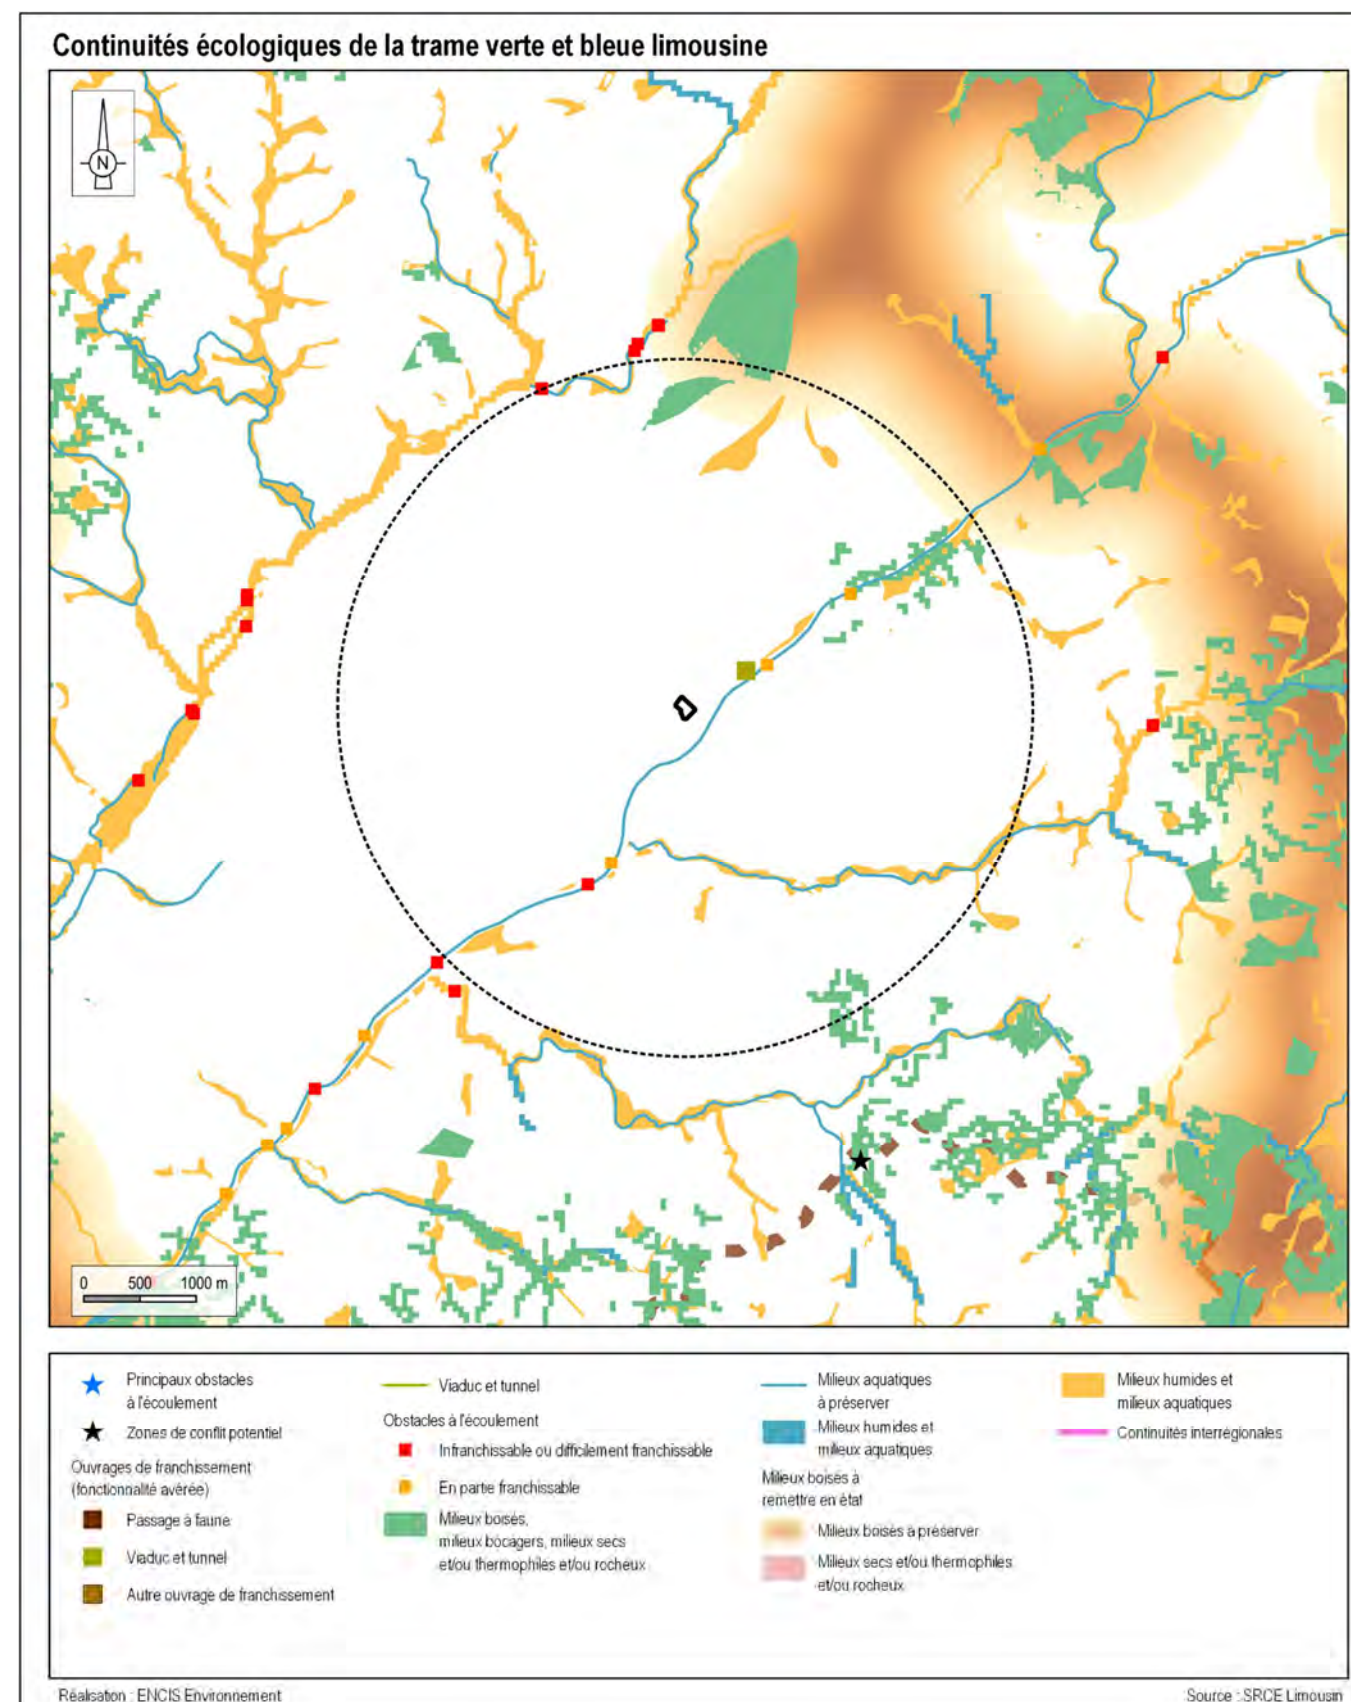 Continuités écologiques de la trame verte et bleue limousine
N
0 500 1000 m
Principaux obstacles
à l'écoulement
Zones de conflit potentiel
Ouvrages de franchissement
(fonctionnalité avérée)
Passage à faune
Viaduc et tunnel
Autre ouvrage de franchissement
Viaduc et tunnel
Obstacles à l'écoulement
Infranchissable ou difficilement franchissable
En partie franchissable
Milieux boisés,
milieux bocagers, milieux secs
et/ou thermophiles et/ou rocheux
Milieux aquatiques
à préserver
Milieux humides et
milieux aquatiques
Milieux boisés à
remettre en état
Milieux boisés à préserver
Milieux secs et/ou thermophiles
et/ou rocheux
Milieux humides et
milieux aquatiques
Continuités interrégionales
Réalisation : ENCIS Environnement
Source : SRCE Limousin